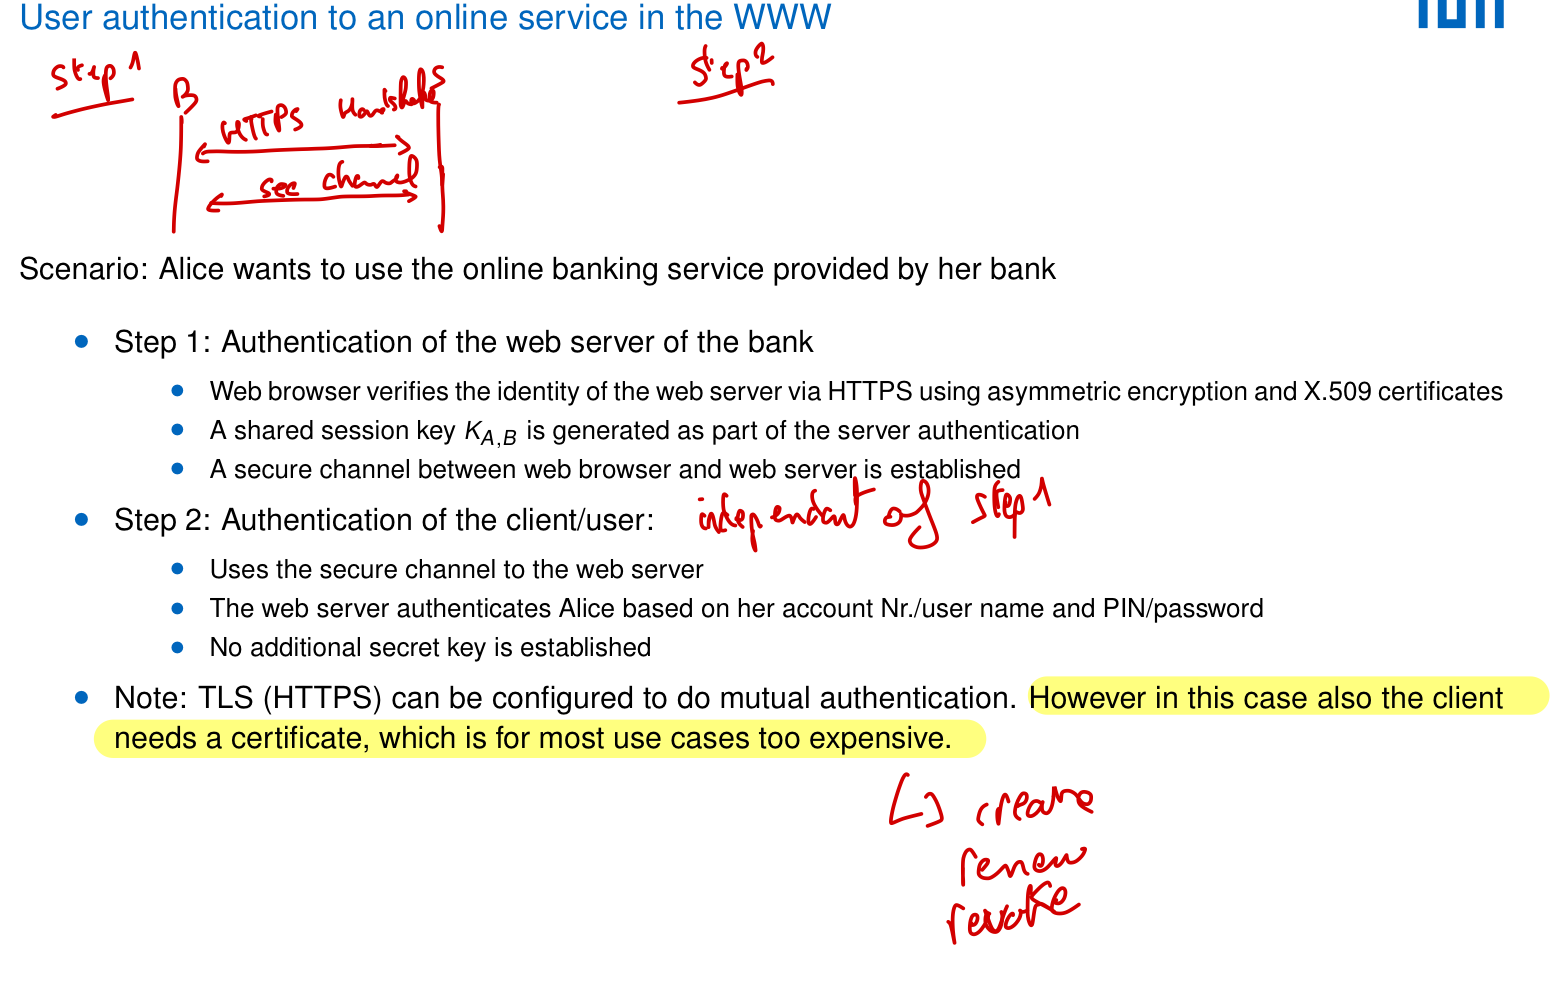 User authentication to an online service in the WWW
Step 1
Step 2
B
S
HTTPS Handshake
sec channel
Scenario: Alice wants to use the online banking service provided by her bank
Step 1: Authentication of the web server of the bank
Web browser verifies the identity of the web server via HTTPS using asymmetric encryption and X.509 certificates
A shared session key K_{A,B} is generated as part of the server authentication
A secure channel between web browser and web server is established
Step 2: Authentication of the client/user: independant of step 1
Uses the secure channel to the web server
The web server authenticates Alice based on her account Nr./user name and PIN/password
No additional secret key is established
Note: TLS (HTTPS) can be configured to do mutual authentication. However in this case also the client
needs a certificate, which is for most use cases too expensive.
create
renew
revoke